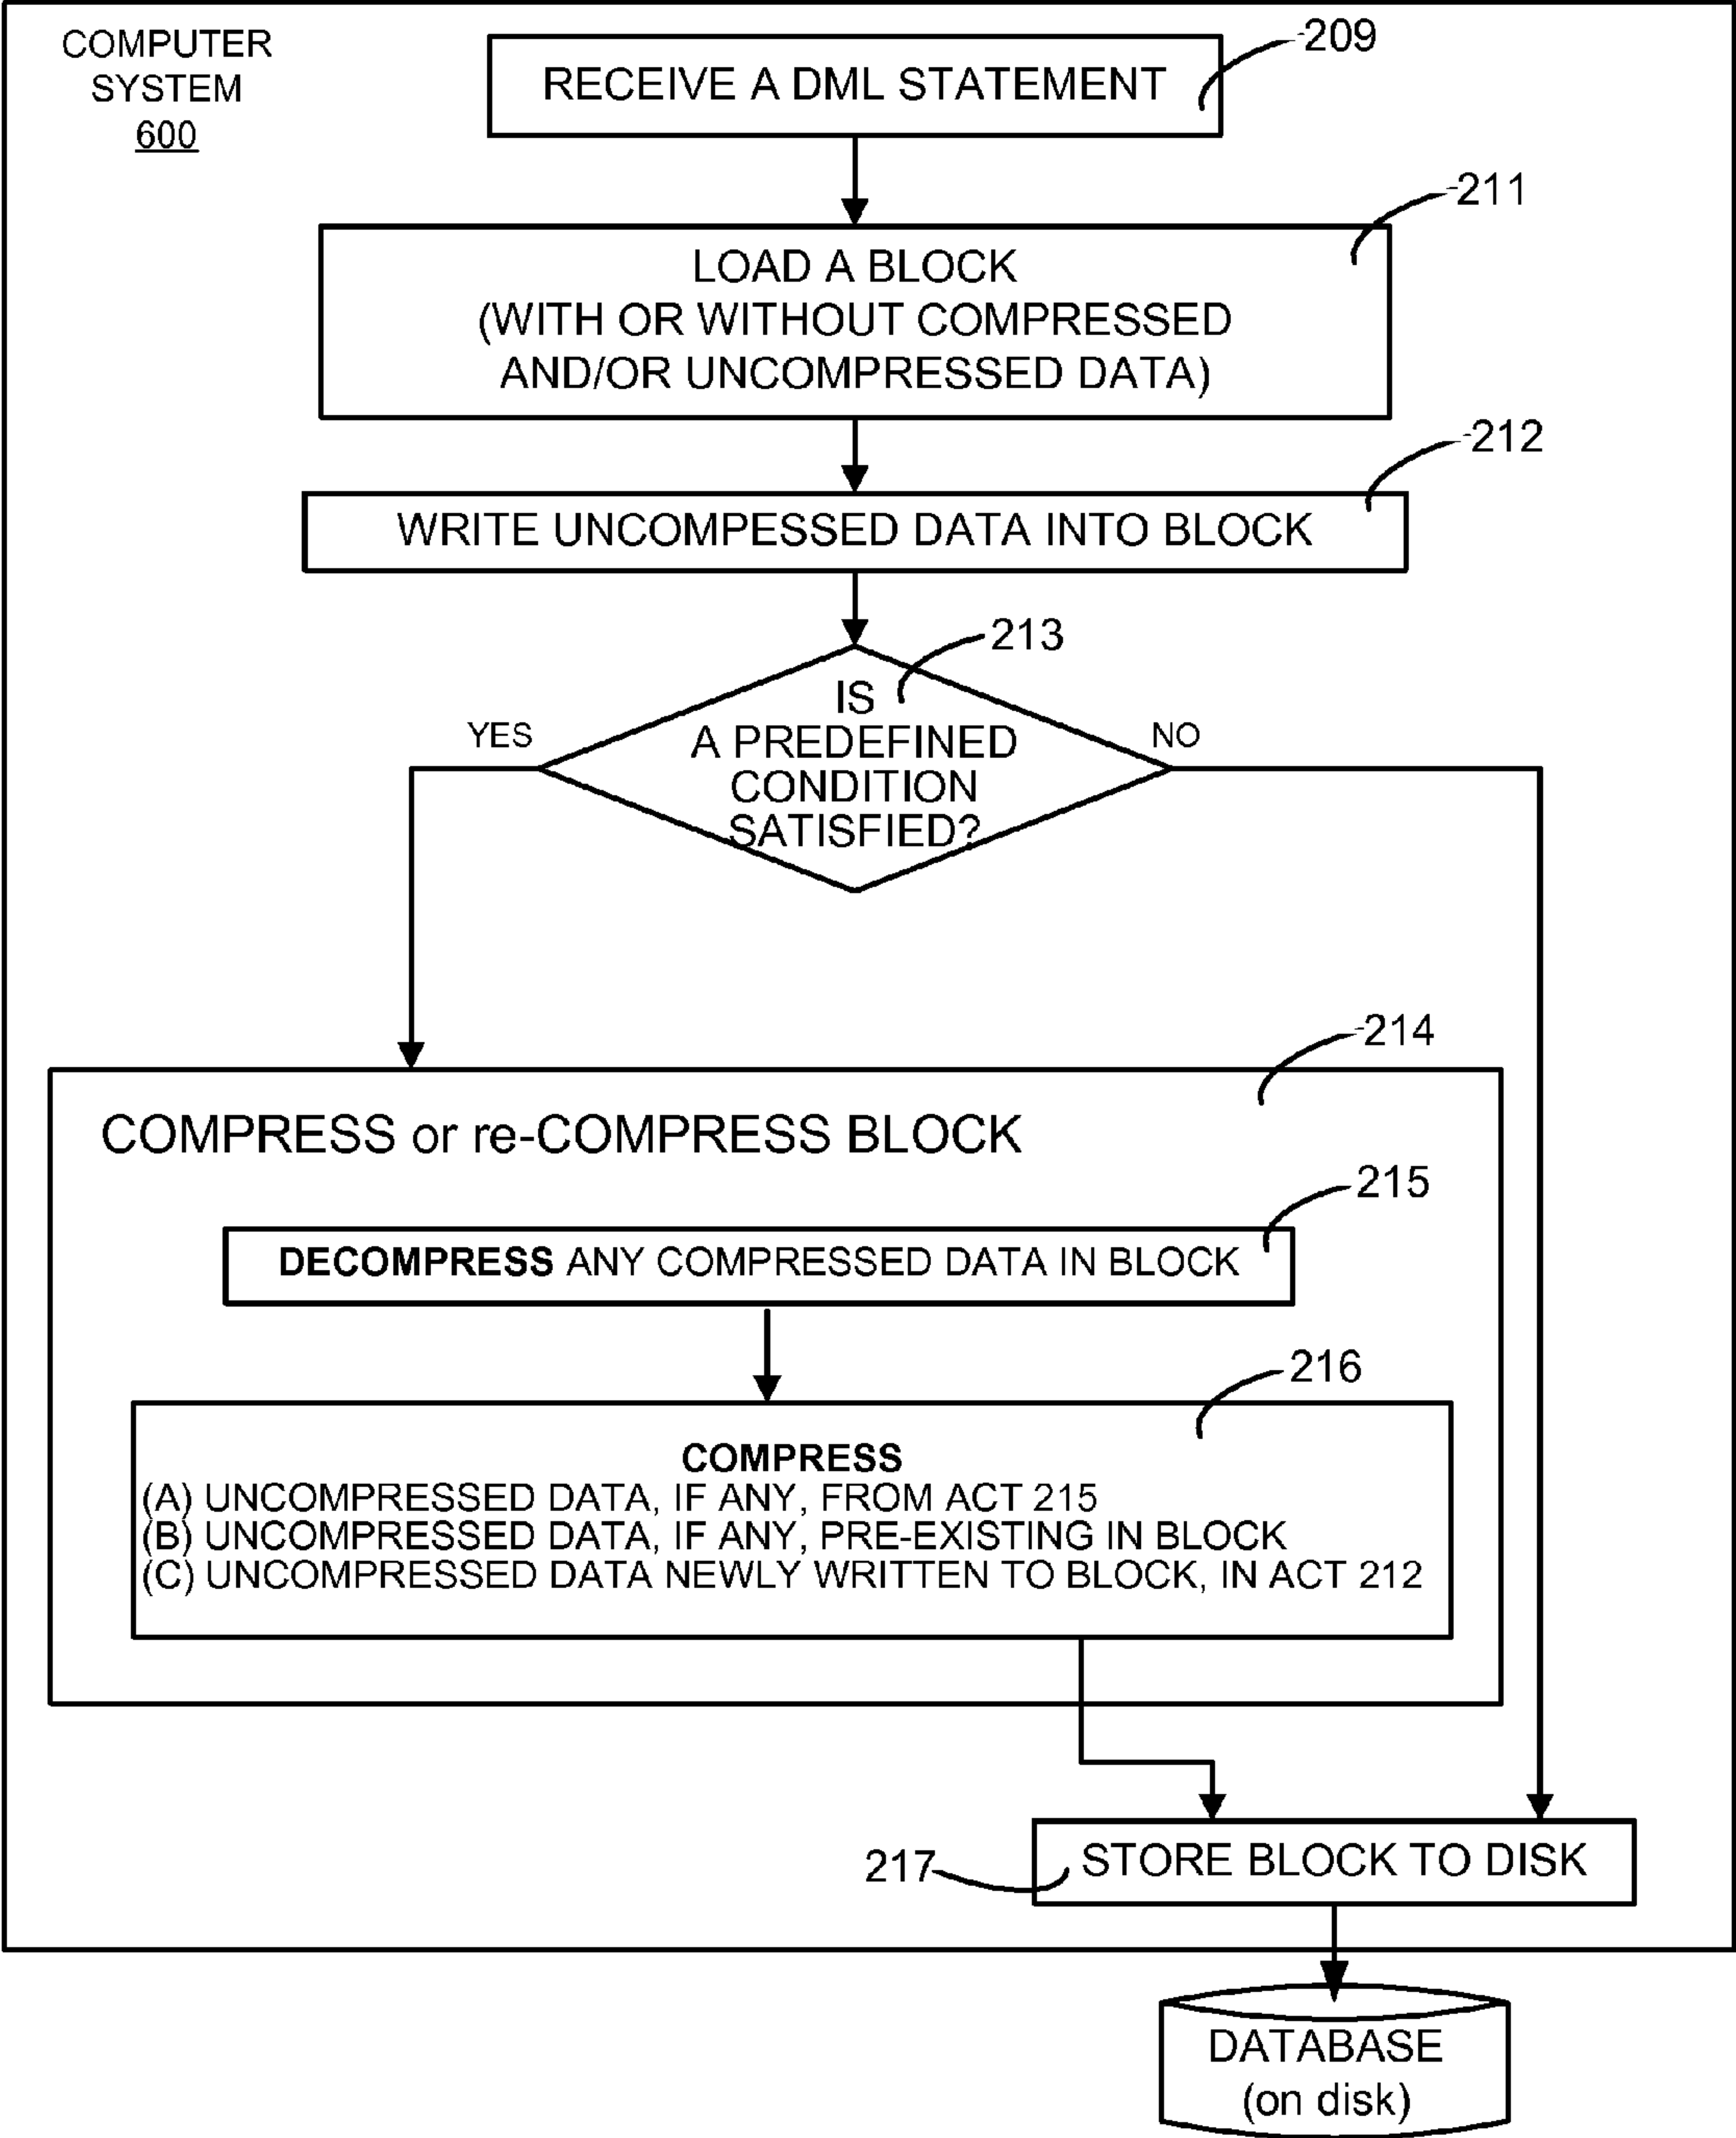 COMPUTER
SYSTEM
600
209
RECEIVE A DML STATEMENT
211
LOAD A BLOCK
(WITH OR WITHOUT COMPRESSED
AND/OR UNCOMPRESSED DATA)
212
WRITE UNCOMPESSED DATA INTO BLOCK
213
IS
A PREDEFINED
CONDITION
SATISFIED?
YES
NO
214
COMPRESS or re-COMPRESS BLOCK
215
DECOMPRESS ANY COMPRESSED DATA IN BLOCK
216
COMPRESS
(A) UNCOMPRESSED DATA, IF ANY, FROM ACT 215
(B) UNCOMPRESSED DATA, IF ANY, PRE-EXISTING IN BLOCK
(C) UNCOMPRESSED DATA NEWLY WRITTEN TO BLOCK, IN ACT 212
217
STORE BLOCK TO DISK
DATABASE
(on disk)